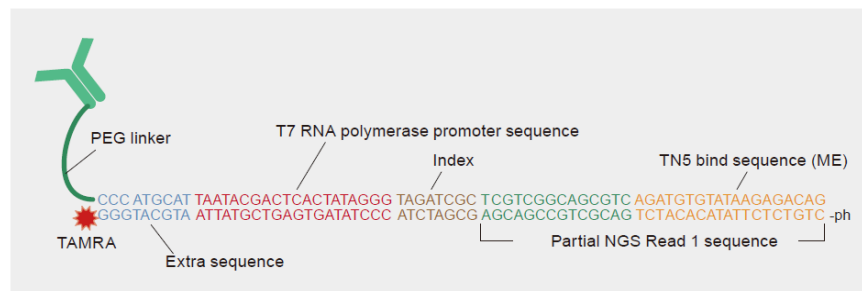 T7 RNA polymerase promoter sequence
PEG linker
Index
TN5 bind sequence (ME)
CCC ATGCAT TAATACGACTCACTATAGGG TAGATCGC TCGTCGGCAGCGTC AGATGTGTATAAGAGACAG
GGGTACGTA ATTATGCTGAGTGATATCCC ATCTAGCG AGCAGCCGTCGCAG TCTACACATATTCTCTGTC -ph
TAMRA
Partial NGS Read 1 sequence
Extra sequence